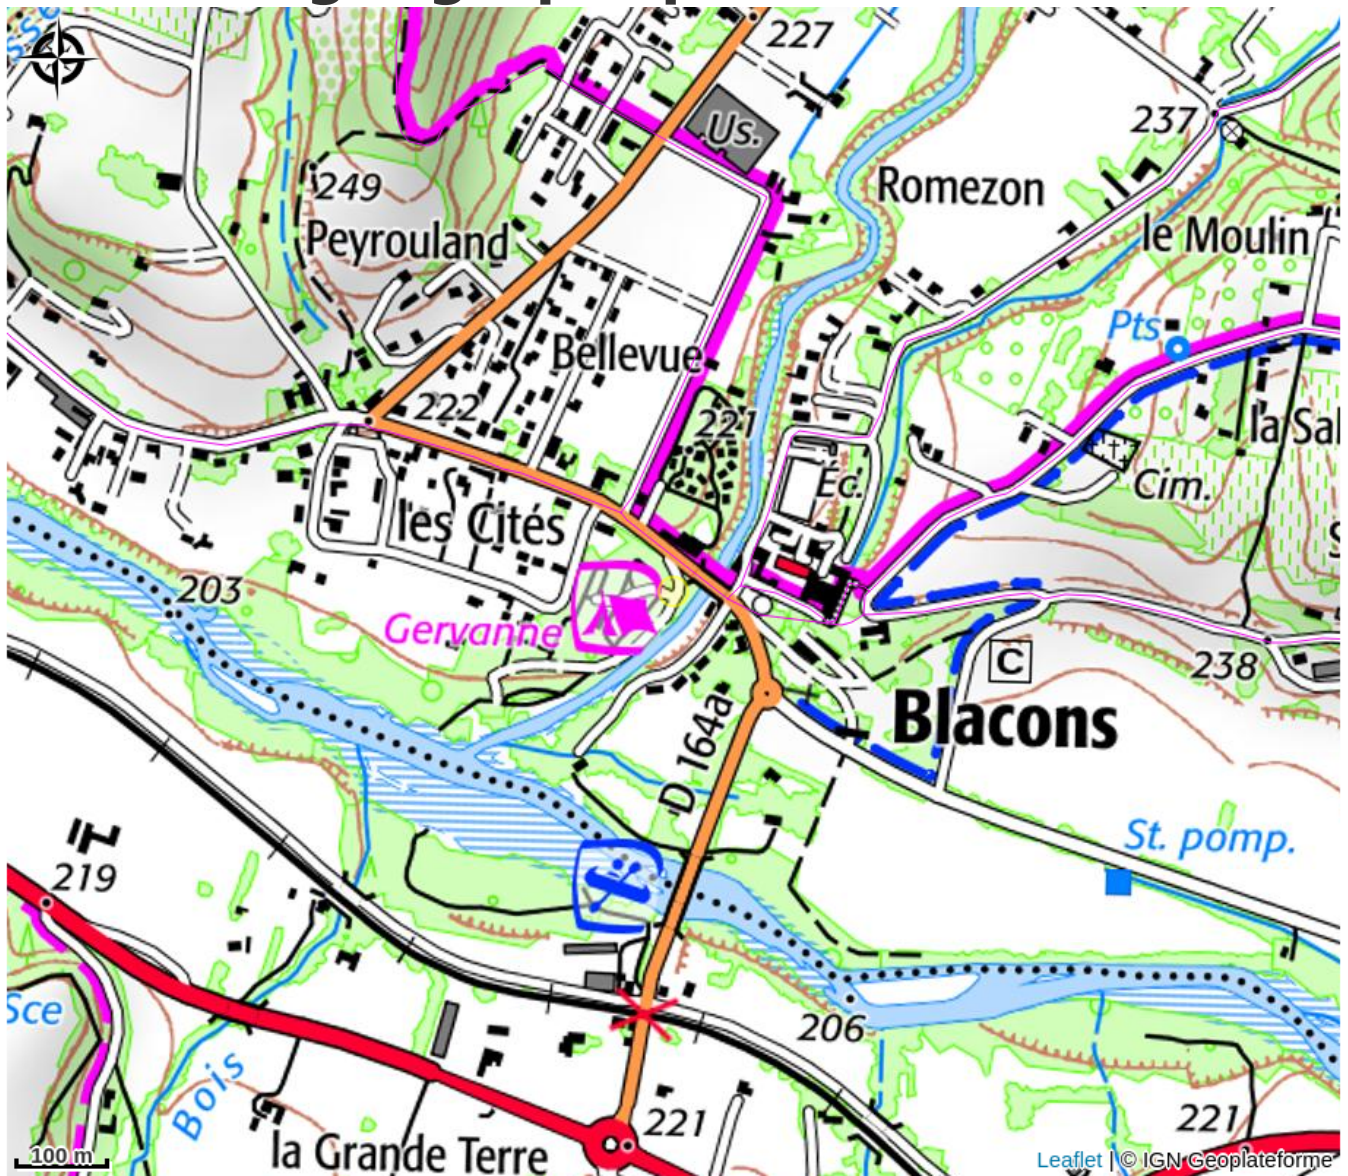 227
Us.
237
249
Romezon
Peyrouland
le Moulin
Pts
Bellevue
222
221
la Sal
Éc.
Cim.
les Cités
S
203
Gervanne
C
238
Blacons
D 164a
St. pomp.
219
Sce
206
Bois
221
221
la Grande Terre
100 m
Leaflet | © IGN Geoplateforme